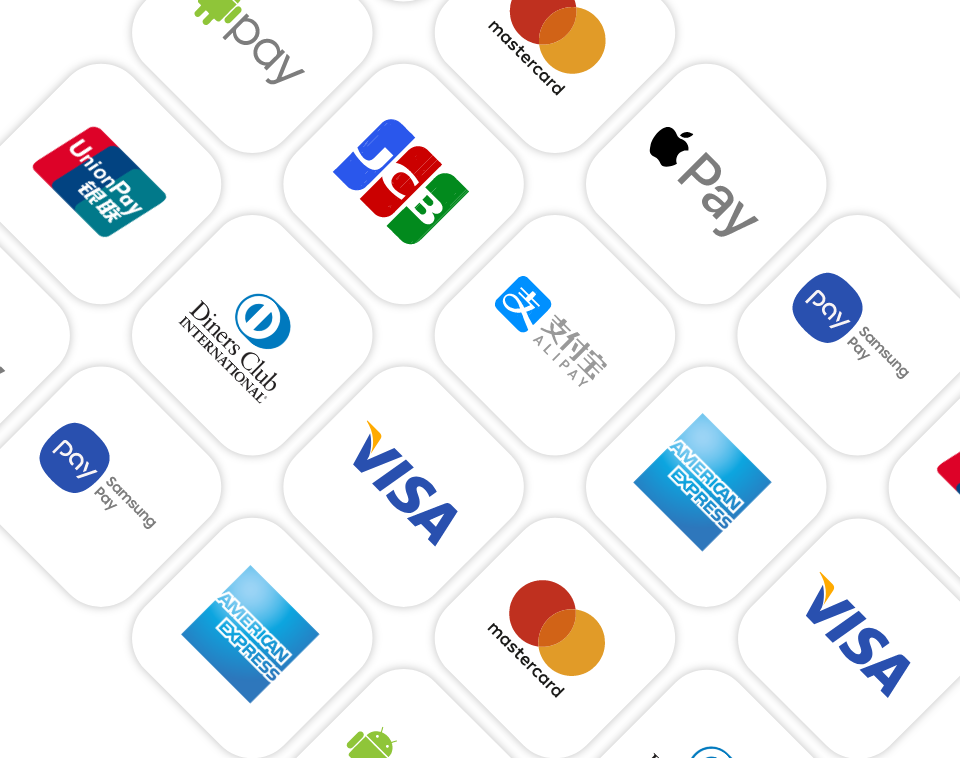 pay
mastercard
UnionPay
银联
JCB
Pay
Diners Club
INTERNATIONAL®
支
支付宝
ALIPAY
pay
Samsung
Pay
pay
Samsung
Pay
VISA
AMERICAN
EXPRESS
AMERICAN
EXPRESS
mastercard
VISA